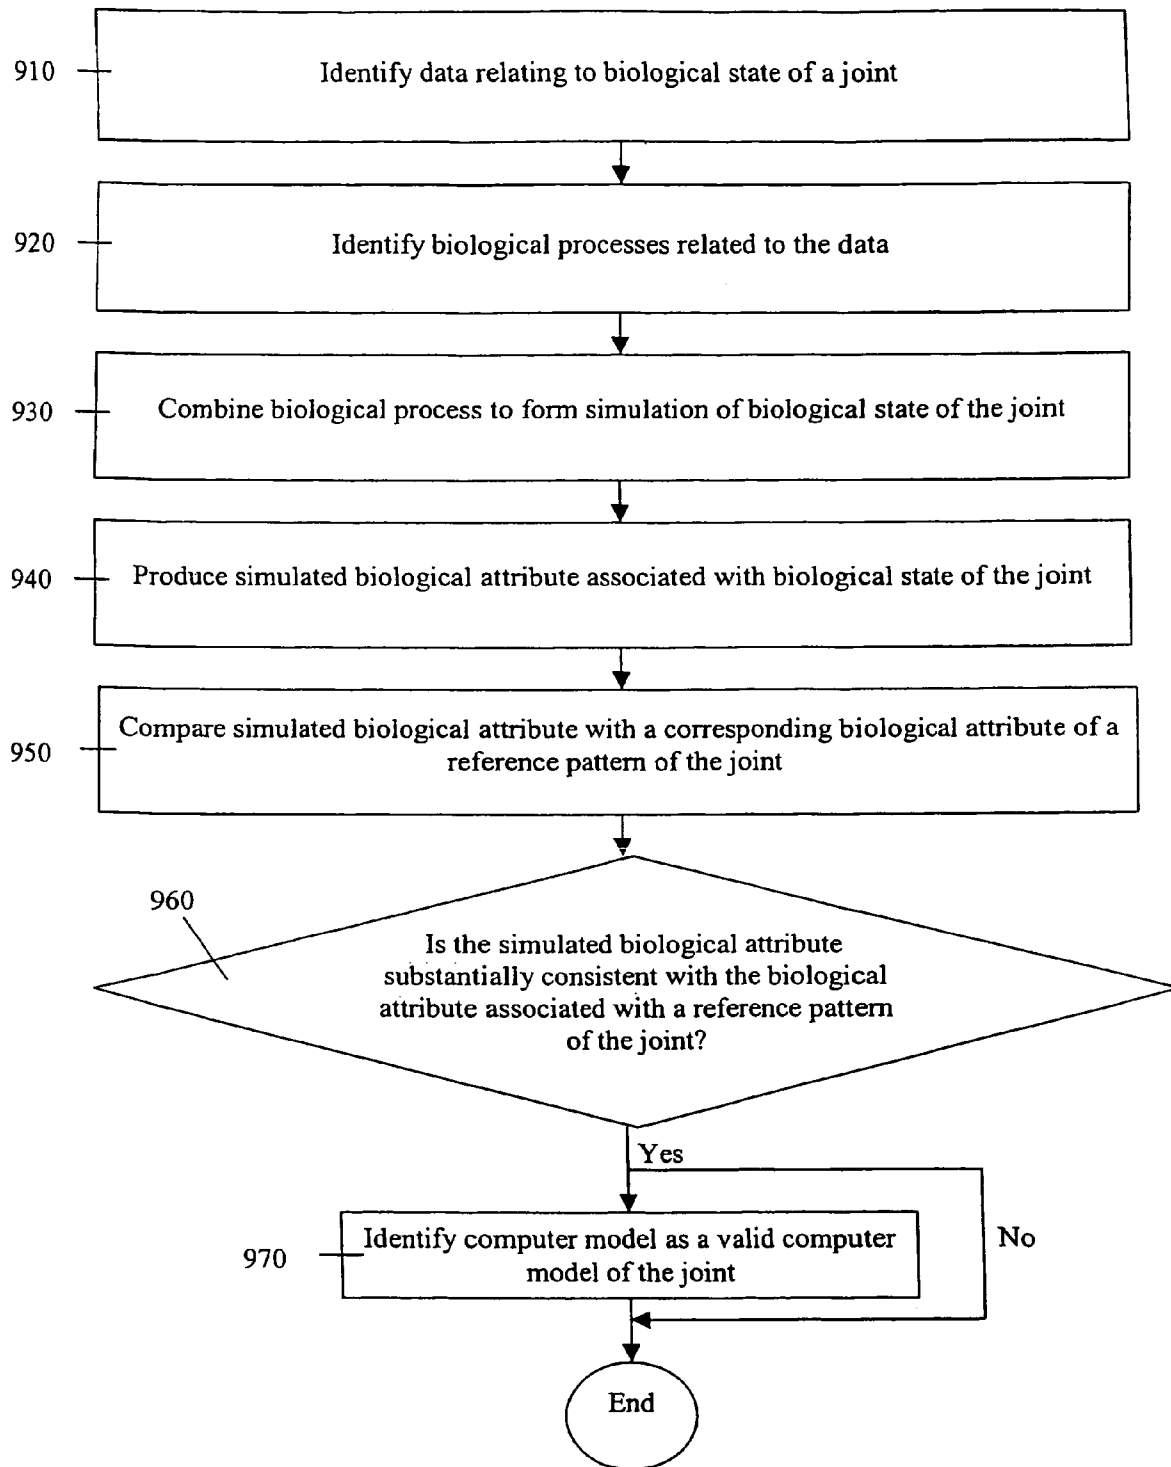 910
Identify data relating to biological state of a joint
920
Identify biological processes related to the data
930
Combine biological process to form simulation of biological state of the joint
940
Produce simulated biological attribute associated with biological state of the joint
950
Compare simulated biological attribute with a corresponding biological attribute of a
reference pattern of the joint
960
Is the simulated biological attribute
substantially consistent with the biological
attribute associated with a reference pattern
of the joint?
Yes
No
970
Identify computer model as a valid computer
model of the joint
End